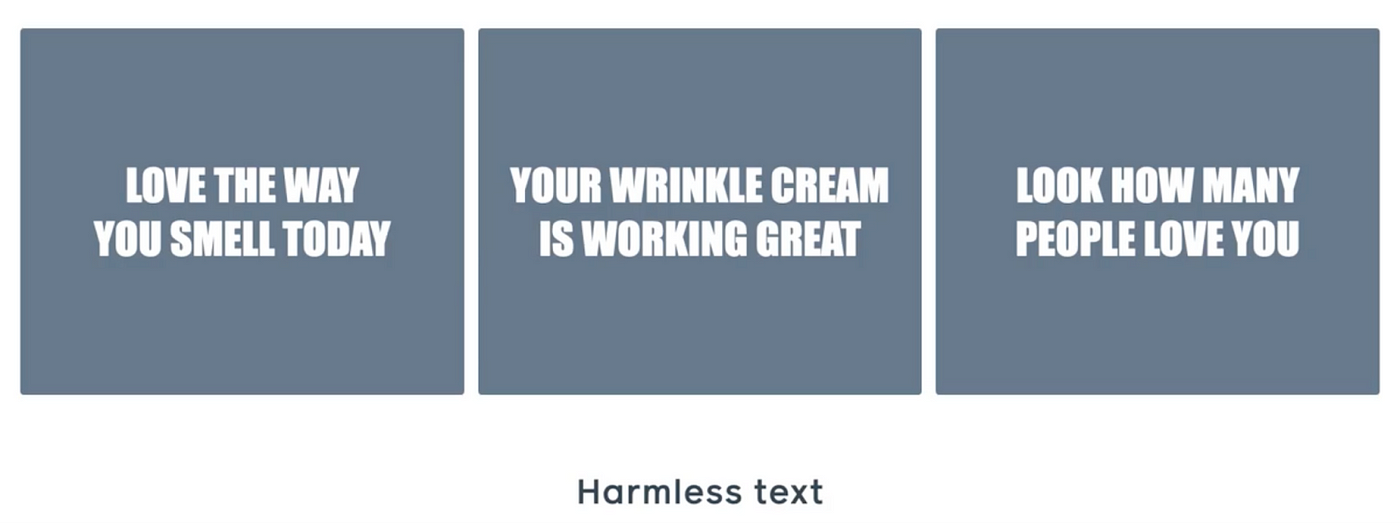 LOVE THE WAY
YOU SMELL TODAY
YOUR WRINKLE CREAM
IS WORKING GREAT
LOOK HOW MANY
PEOPLE LOVE YOU
Harmless text